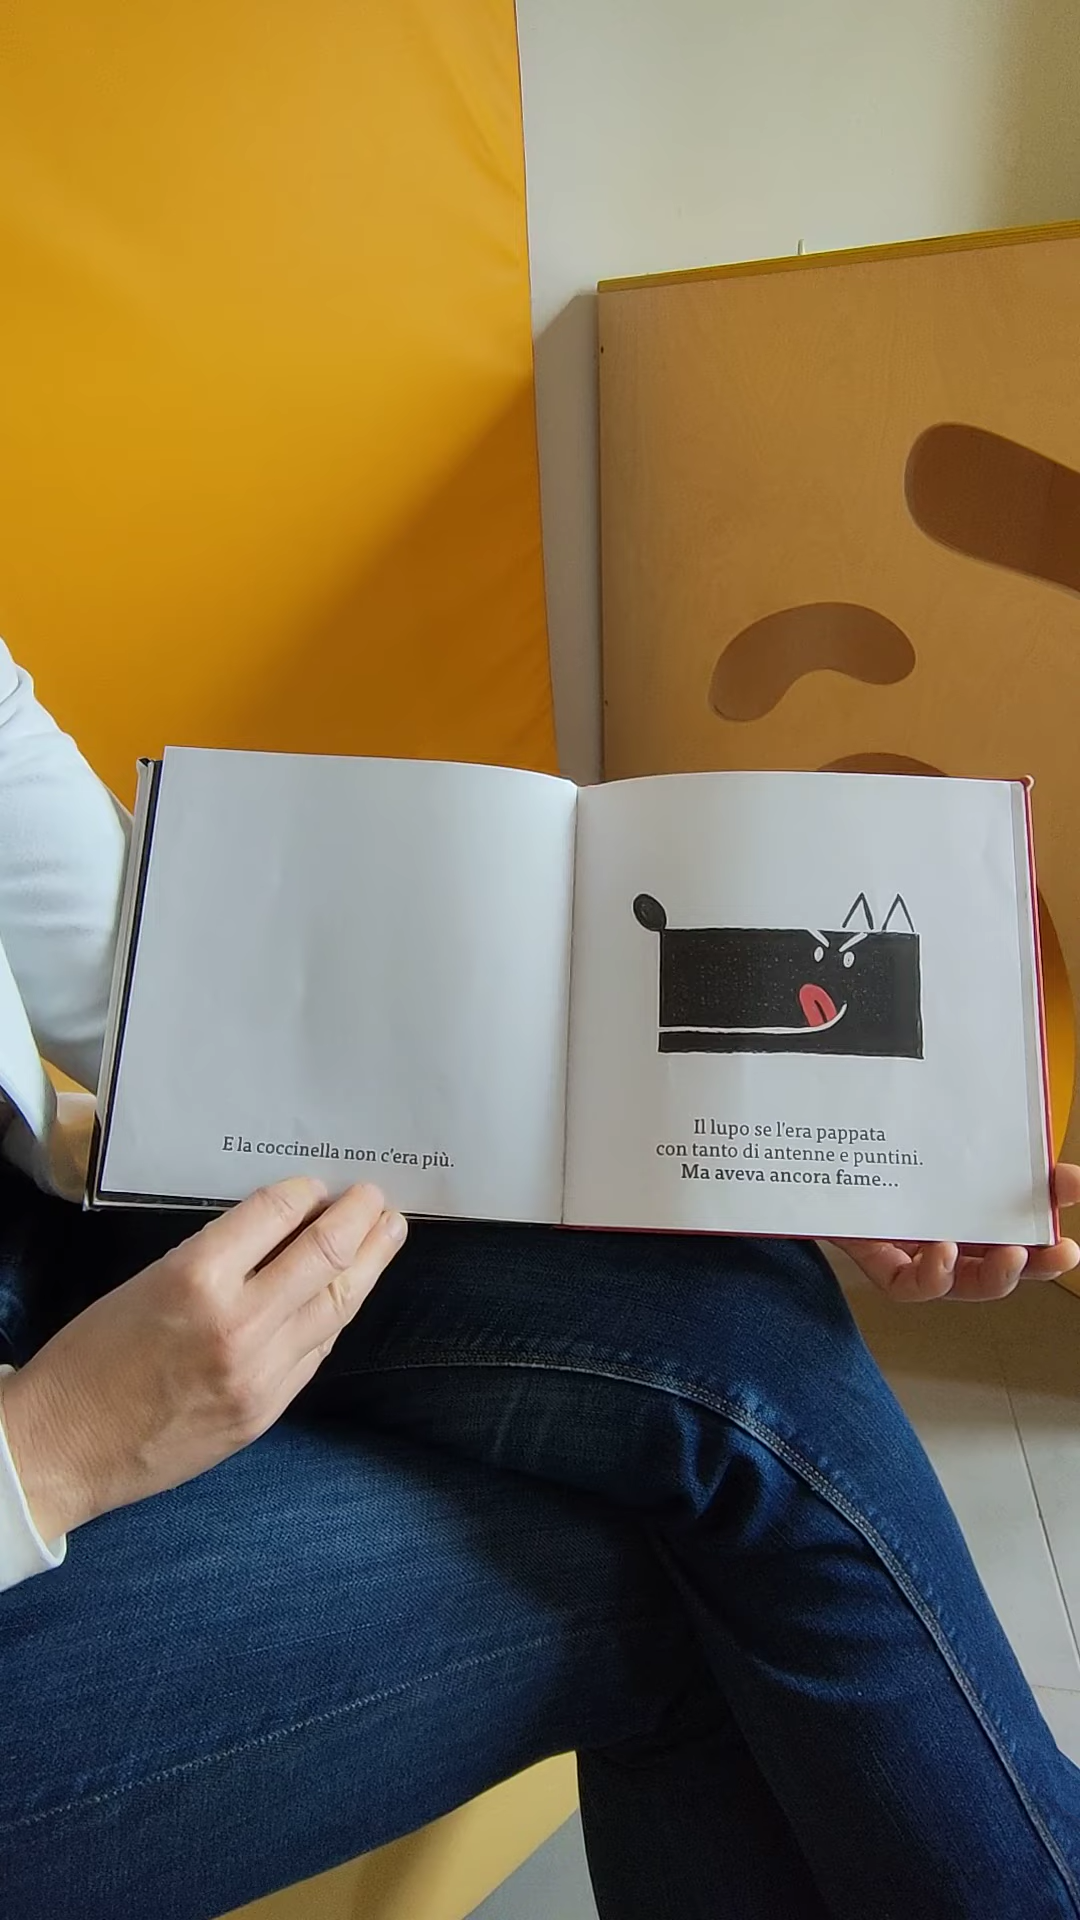 E la coccinella non c'era più.
Il lupo se l'era pappata
con tanto di antenne e puntini.
Ma aveva ancora fame...